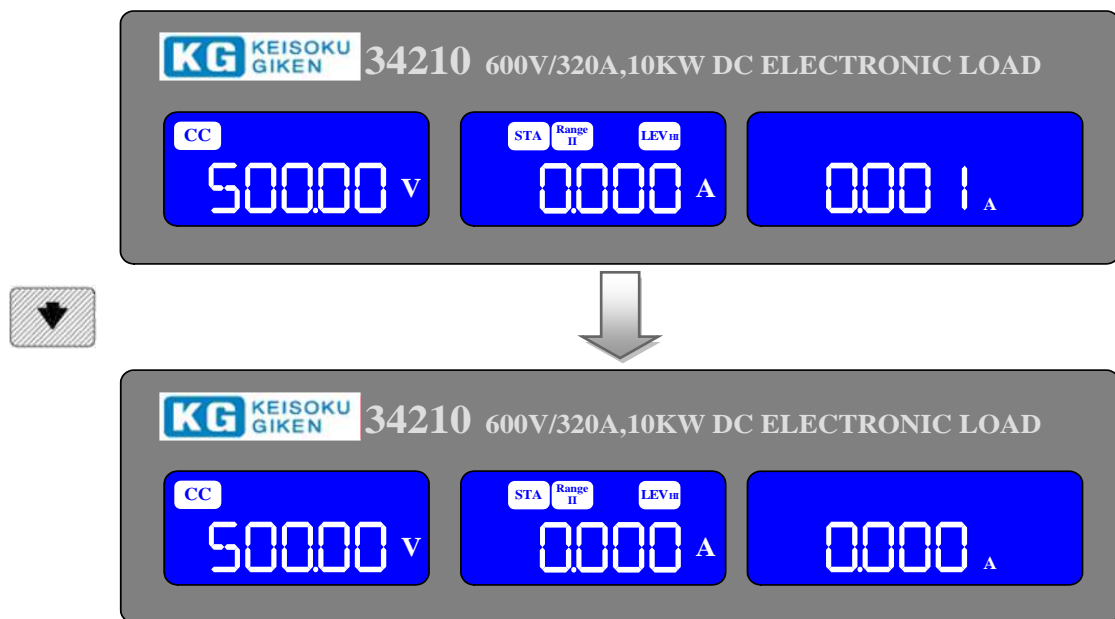 KG KEISOKU GIKEN 34210 600V/320A,10KW DC ELECTRONIC LOAD
CC
STA Range II LEV HI
500.00 V 0.000 A 0.001 A
KG KEISOKU GIKEN 34210 600V/320A,10KW DC ELECTRONIC LOAD
CC
STA Range II LEV HI
500.00 V 0.000 A 0.000 A